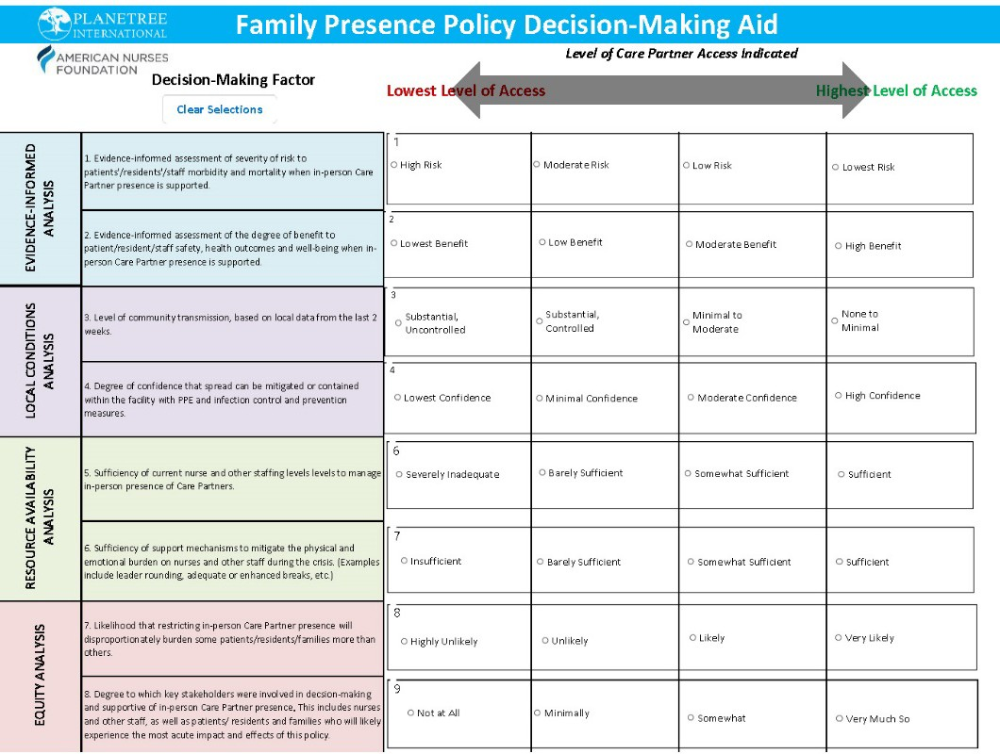 PLANETREE
INTERNATIONAL
Family Presence Policy Decision-Making Aid
AMERICAN NURSES
FOUNDATION
Level of Care Partner Access Indicated
Decision-Making Factor
Lowest Level of Access
Highest Level of Access
Clear Selections
EVIDENCE-INFORMED
ANALYSIS
1. Evidence-informed assessment of severity of risk to
patients'/residents'/staff morbidity and mortality when in-person Care
Partner presence is supported.
1
High Risk
Moderate Risk
Low Risk
Lowest Risk
2. Evidence-informed assessment of the degree of benefit to
patient/resident/staff safety, health outcomes and well-being when in-
person Care Partner presence is supported.
2
Lowest Benefit
Low Benefit
Moderate Benefit
High Benefit
LOCAL CONDITIONS
ANALYSIS
3. Level of community transmission, based on local data from the last 2
weeks.
3
Substantial,
Uncontrolled
Substantial,
Controlled
Minimal to
Moderate
None to
Minimal
4. Degree of confidence that spread can be mitigated or contained
within the facility with PPE and infection control and prevention
measures.
4
Lowest Confidence
Minimal Confidence
Moderate Confidence
High Confidence
RESOURCE AVAILABILITY
ANALYSIS
5. Sufficiency of current nurse and other staffing levels levels to manage
in-person presence of Care Partners.
6
Severely Inadequate
Barely Sufficient
Somewhat Sufficient
Sufficient
6. Sufficiency of support mechanisms to mitigate the physical and
emotional burden on nurses and other staff during the crisis. (Examples
include leader rounding, adequate or enhanced breaks, etc.)
7
Insufficient
Barely Sufficient
Somewhat Sufficient
Sufficient
EQUITY ANALYSIS
7. Likelihood that restricting in-person Care Partner presence will
disproportionately burden some patients/residents/families more than
others.
8
Highly Unlikely
Unlikely
Likely
Very Likely
8. Degree to which key stakeholders were involved in decsion-making
and supportive of in-person Care Partner presence. This includes nurses
and other staff, as well as patients/ residents and families who will likely
experience the most acute impact and effects of this policy.
9
Not at All
Minimally
Somewhat
Very Much So